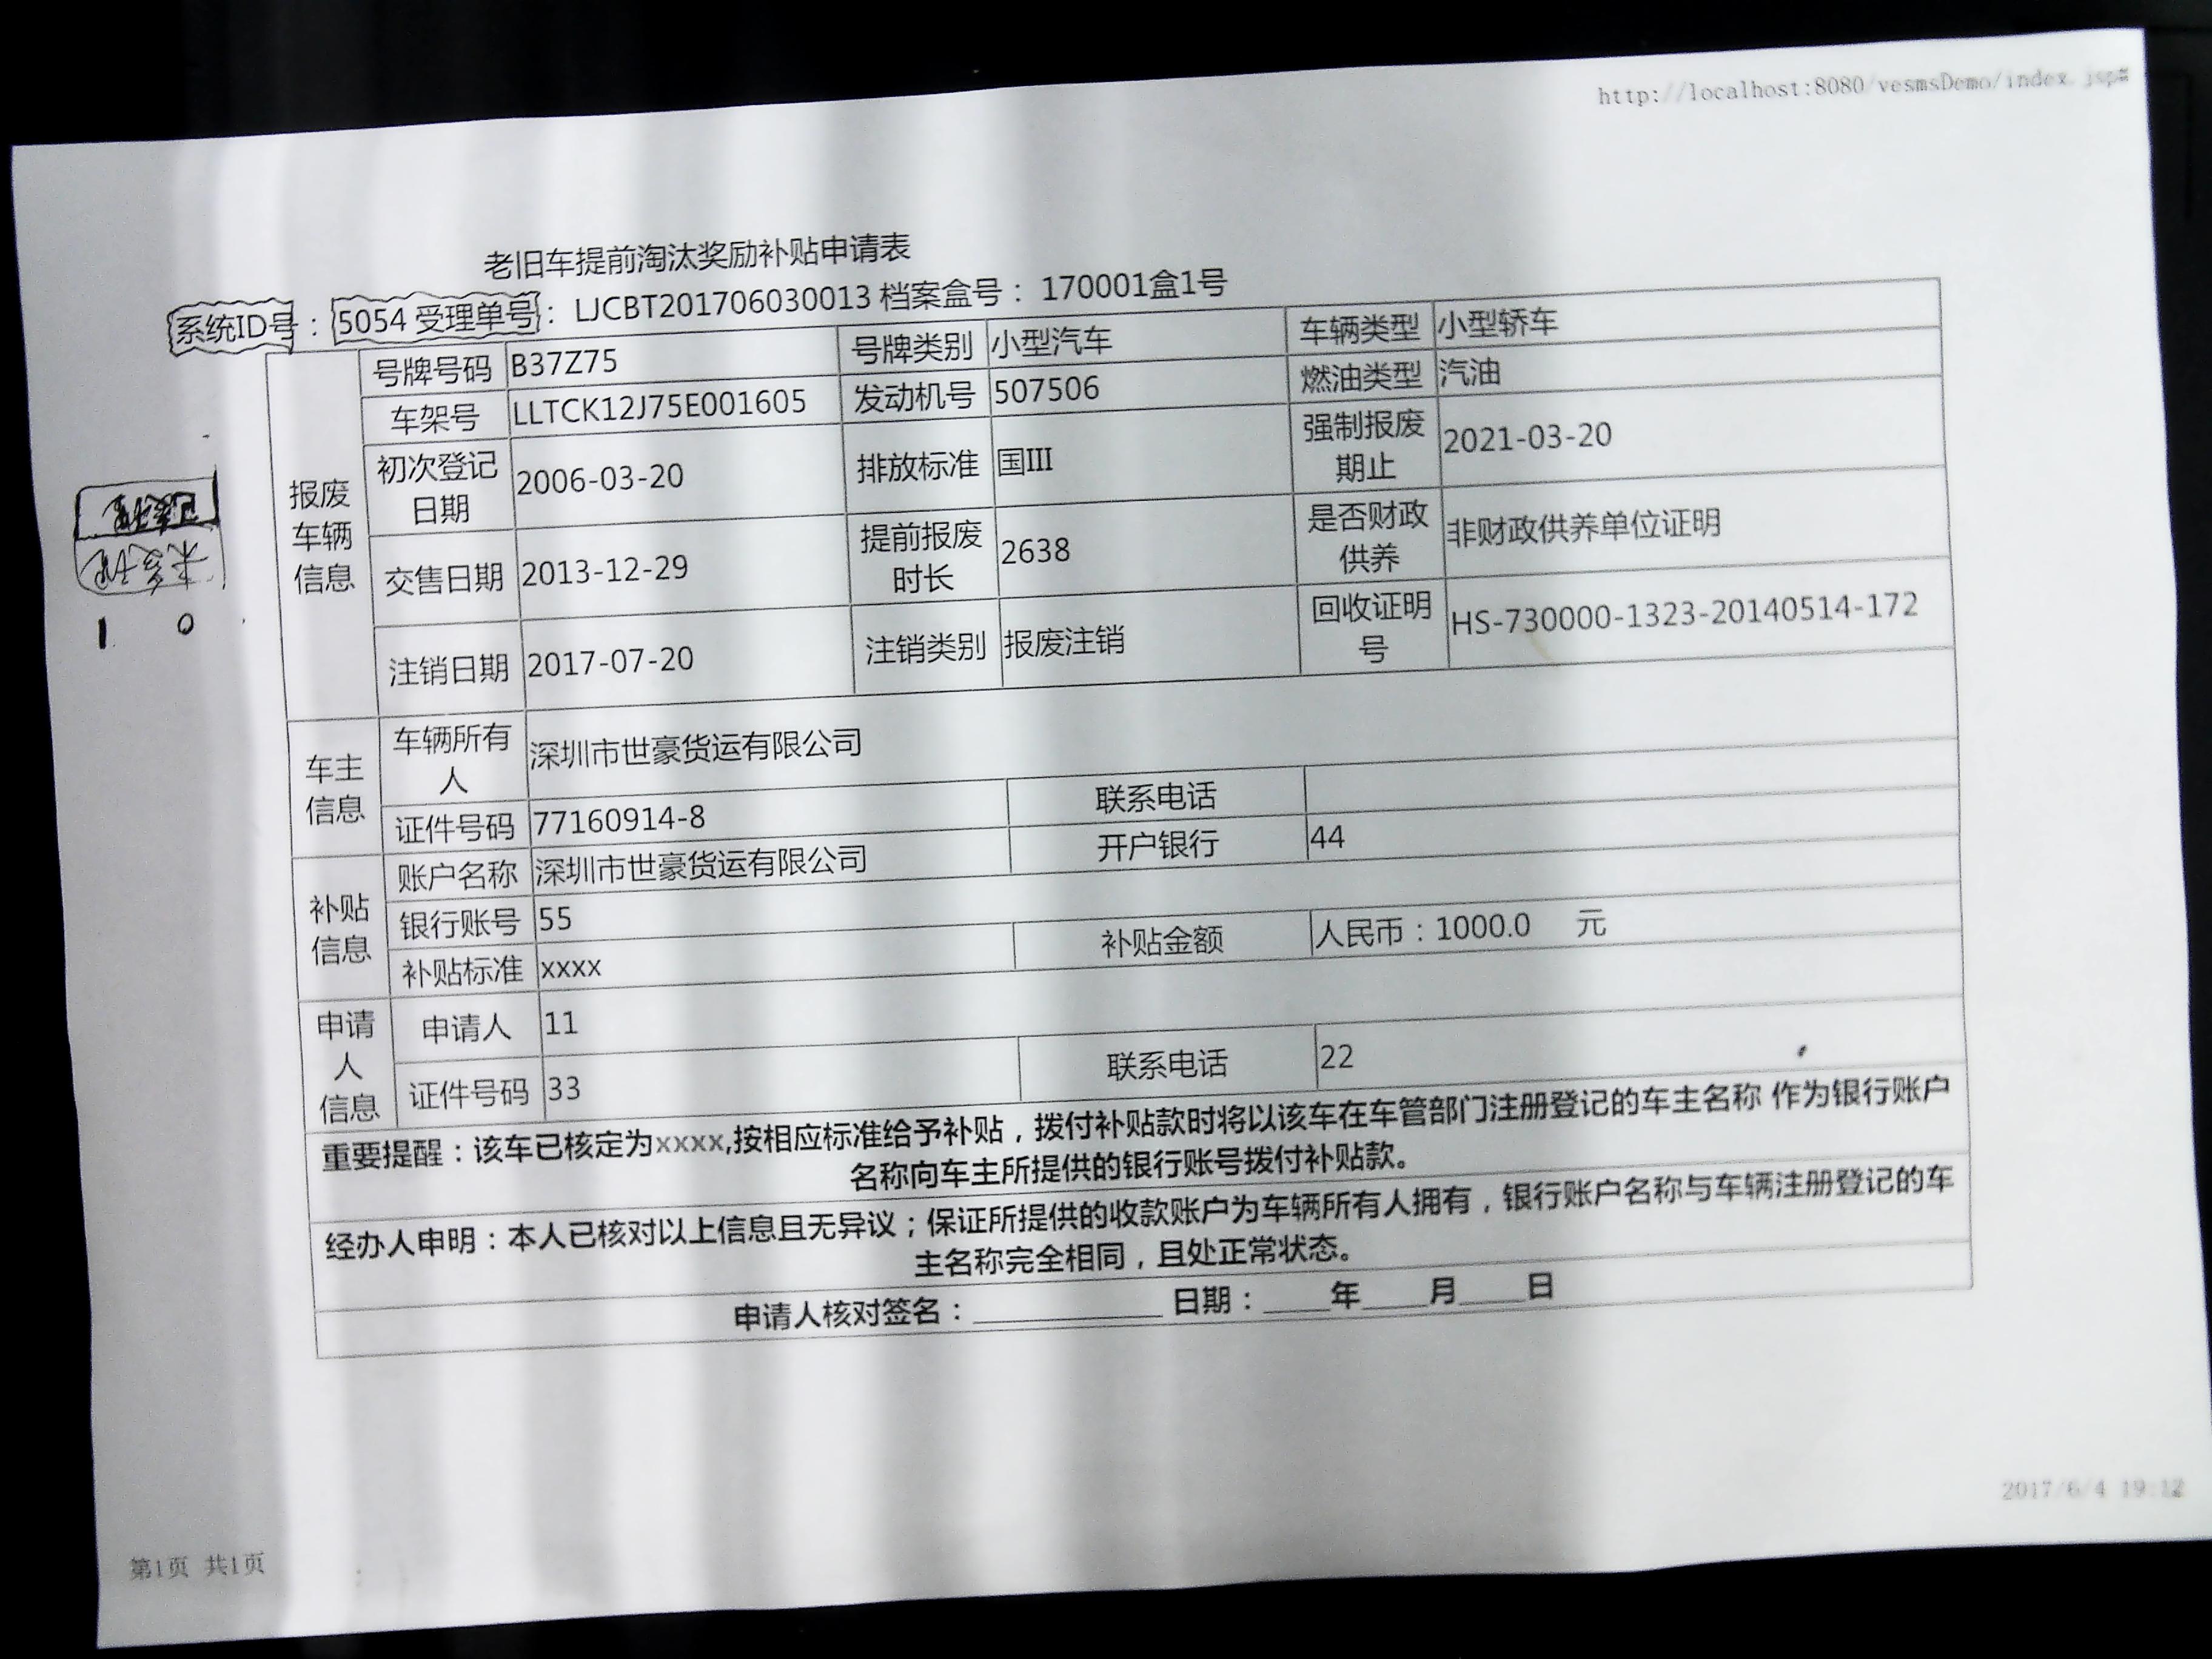 http://localhost:8080/vesmsDemo/index.jsp#
老旧车提前淘汰奖励补贴申请表
系统ID号：5054 受理单号：LJCBT201706030013 档案盒号： 170001盒1号
报废车辆信息
号牌号码 B37Z75 号牌类别 小型汽车 车辆类型 小型轿车
车架号 LLTCK12J75E001605 发动机号 507506 燃油类型 汽油
初次登记日期 2006-03-20 排放标准 国III 强制报废期止 2021-03-20
交售日期 2013-12-29 提前报废时长 2638 是否财政供养 非财政供养单位证明
注销日期 2017-07-20 注销类别 报废注销 回收证明号 HS-730000-1323-20140514-172
车主信息
车辆所有人 深圳市世豪货运有限公司
证件号码 77160914-8 联系电话
补贴信息
账户名称 深圳市世豪货运有限公司 开户银行 44
银行账号 55
补贴标准 xxxx 补贴金额 人民币：1000.0 元
申请人信息
申请人 11
证件号码 33 联系电话 22
重要提醒：该车已核定为xxxx,按相应标准给予补贴，拨付补贴款时将以该车在车管部门注册登记的车主名称 作为银行账户
名称向车主所提供的银行账号拨付补贴款。
经办人申明：本人已核对以上信息且无异议；保证所提供的收款账户为车辆所有人拥有，银行账户名称与车辆注册登记的车
主名称完全相同，且处正常状态。
申请人核对签名：____________ 日期：____年____月____日
1 0
2017/6/4 19:12
第1页 共1页